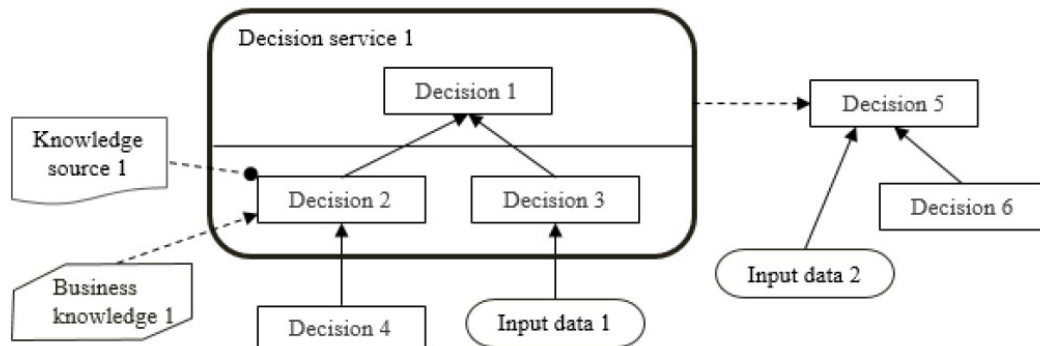 Decision service 1
Decision 1
Decision 5
Knowledge
source 1
Decision 2
Decision 3
Decision 6
Input data 2
Business
knowledge 1
Decision 4
Input data 1